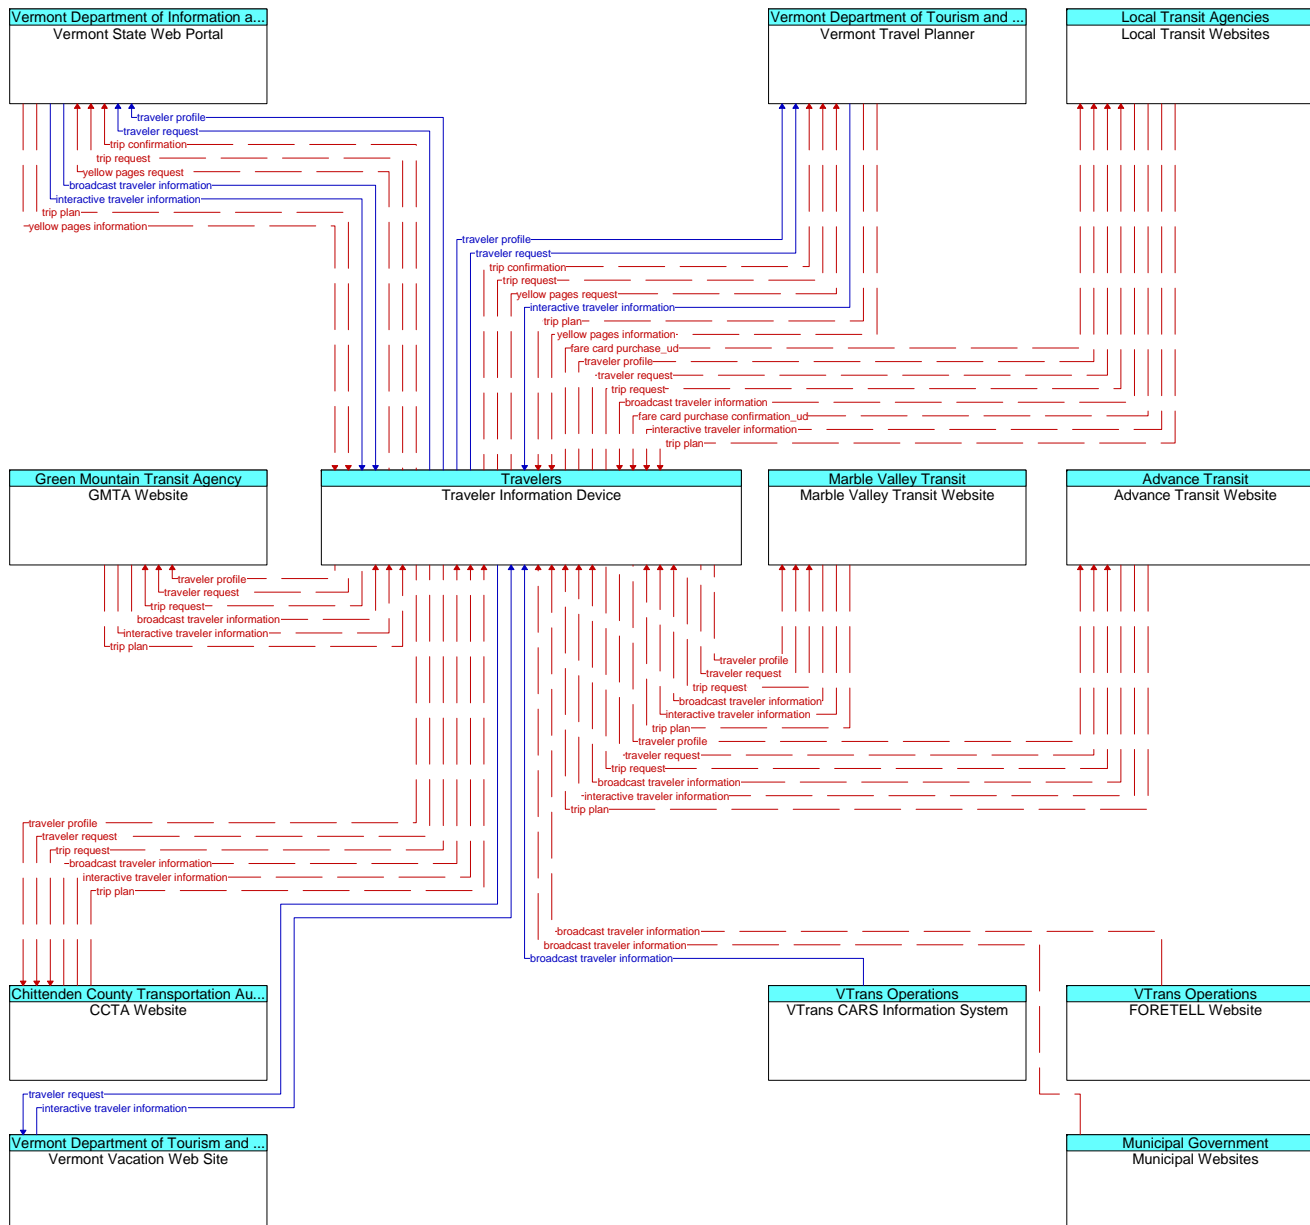 Vermont Department of Information a...
Vermont State Web Portal
Vermont Department of Tourism and ...
Vermont Travel Planner
Local Transit Agencies
Local Transit Websites
traveler profile
traveler request
trip confirmation
trip request
yellow pages request
broadcast traveler information
interactive traveler information
trip plan
yellow pages information
traveler profile
traveler request
trip confirmation
trip request
yellow pages request
interactive traveler information
trip plan
yellow pages information
fare card purchase_ud
traveler profile
traveler request
trip request
broadcast traveler information
fare card purchase confirmation_ud
interactive traveler information
trip plan
Green Mountain Transit Agency
GMTA Website
Travelers
Traveler Information Device
Marble Valley Transit
Marble Valley Transit Website
Advance Transit
Advance Transit Website
traveler profile
traveler request
trip request
broadcast traveler information
interactive traveler information
trip plan
traveler profile
traveler request
trip request
broadcast traveler information
interactive traveler information
trip plan
traveler profile
traveler request
trip request
broadcast traveler information
interactive traveler information
trip plan
traveler profile
traveler request
trip request
broadcast traveler information
interactive traveler information
trip plan
broadcast traveler information
broadcast traveler information
broadcast traveler information
Chittenden County Transportation Au...
CCTA Website
VTrans Operations
VTrans CARS Information System
VTrans Operations
FORETELL Website
traveler request
interactive traveler information
Vermont Department of Tourism and ...
Vermont Vacation Web Site
Municipal Government
Municipal Websites